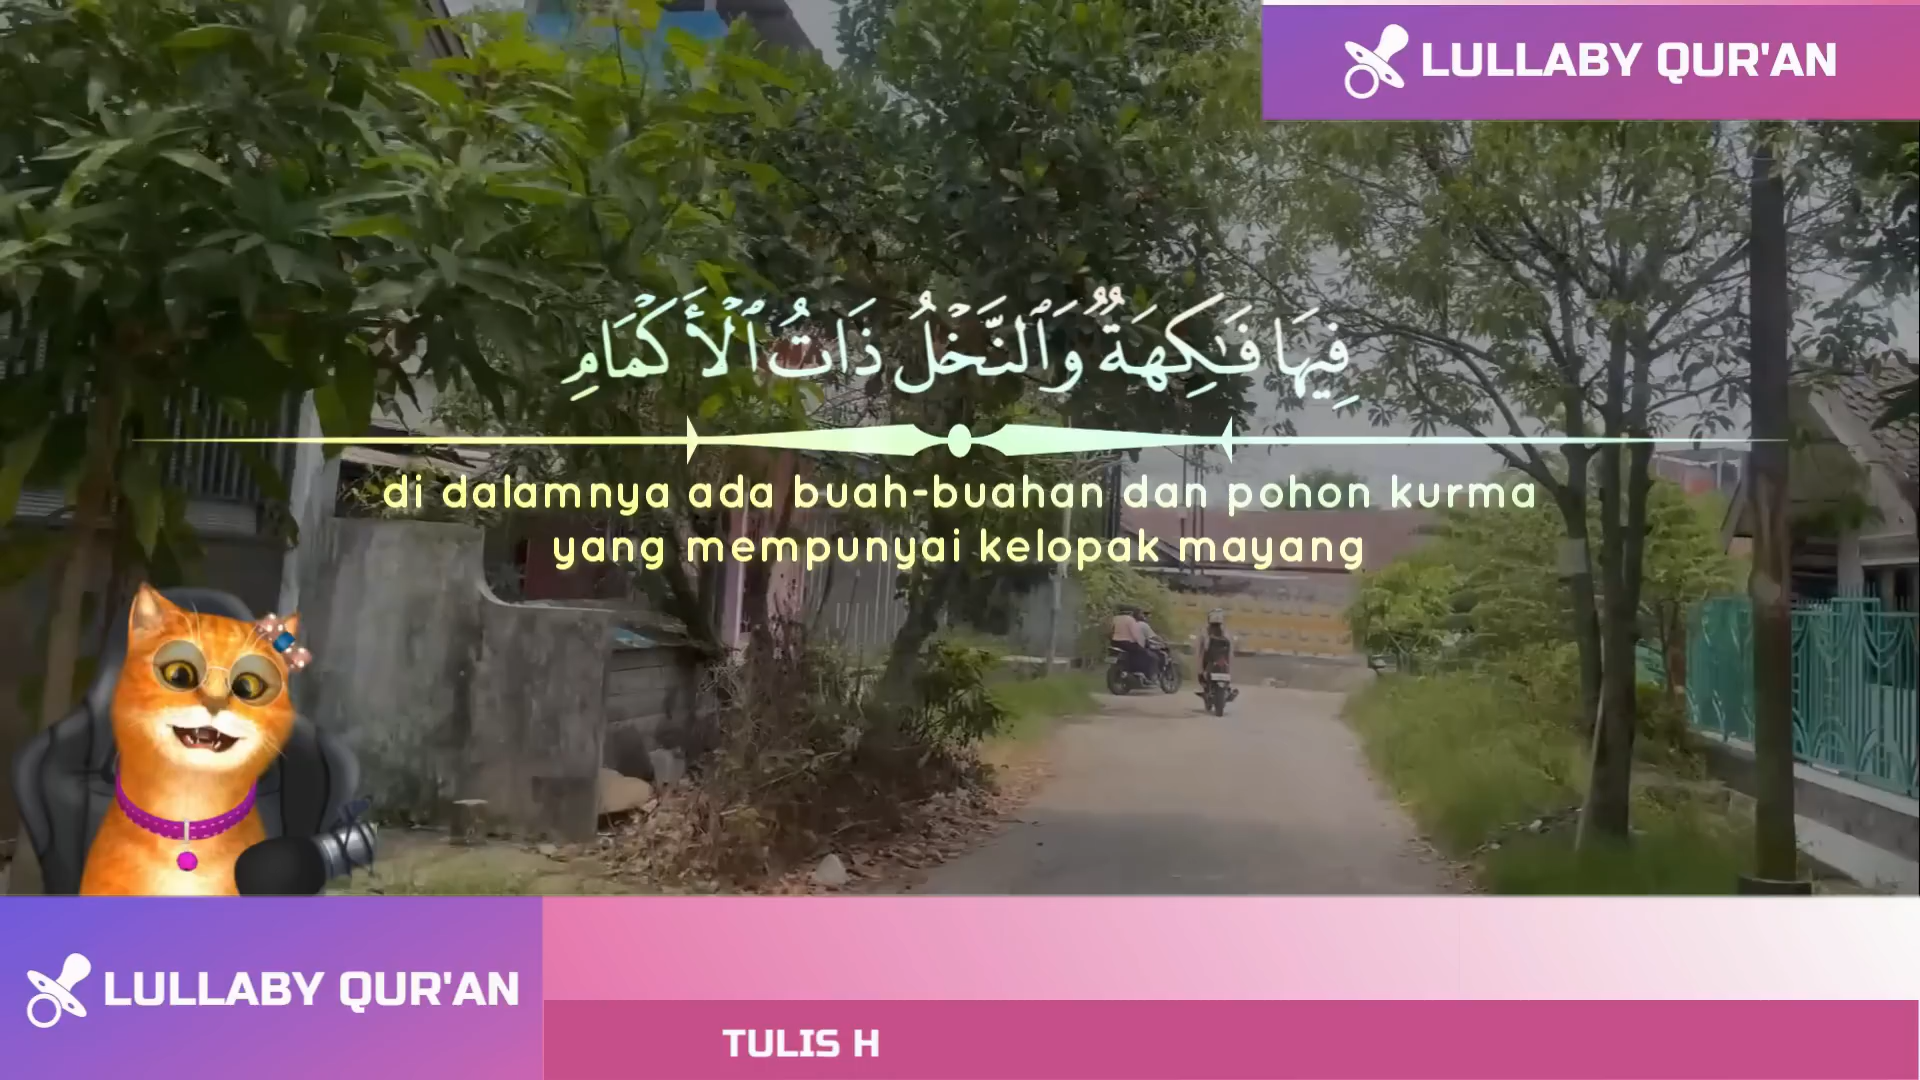 LULLABY QUR'AN
فِيهَا فَـٰكِهَةٌ وَٱلنَّخْلُ ذَاتُ ٱلْأَكْمَامِ
di dalamnya ada buah-buahan dan pohon kurma
yang mempunyai kelopak mayang
LULLABY QUR'AN
TULIS H